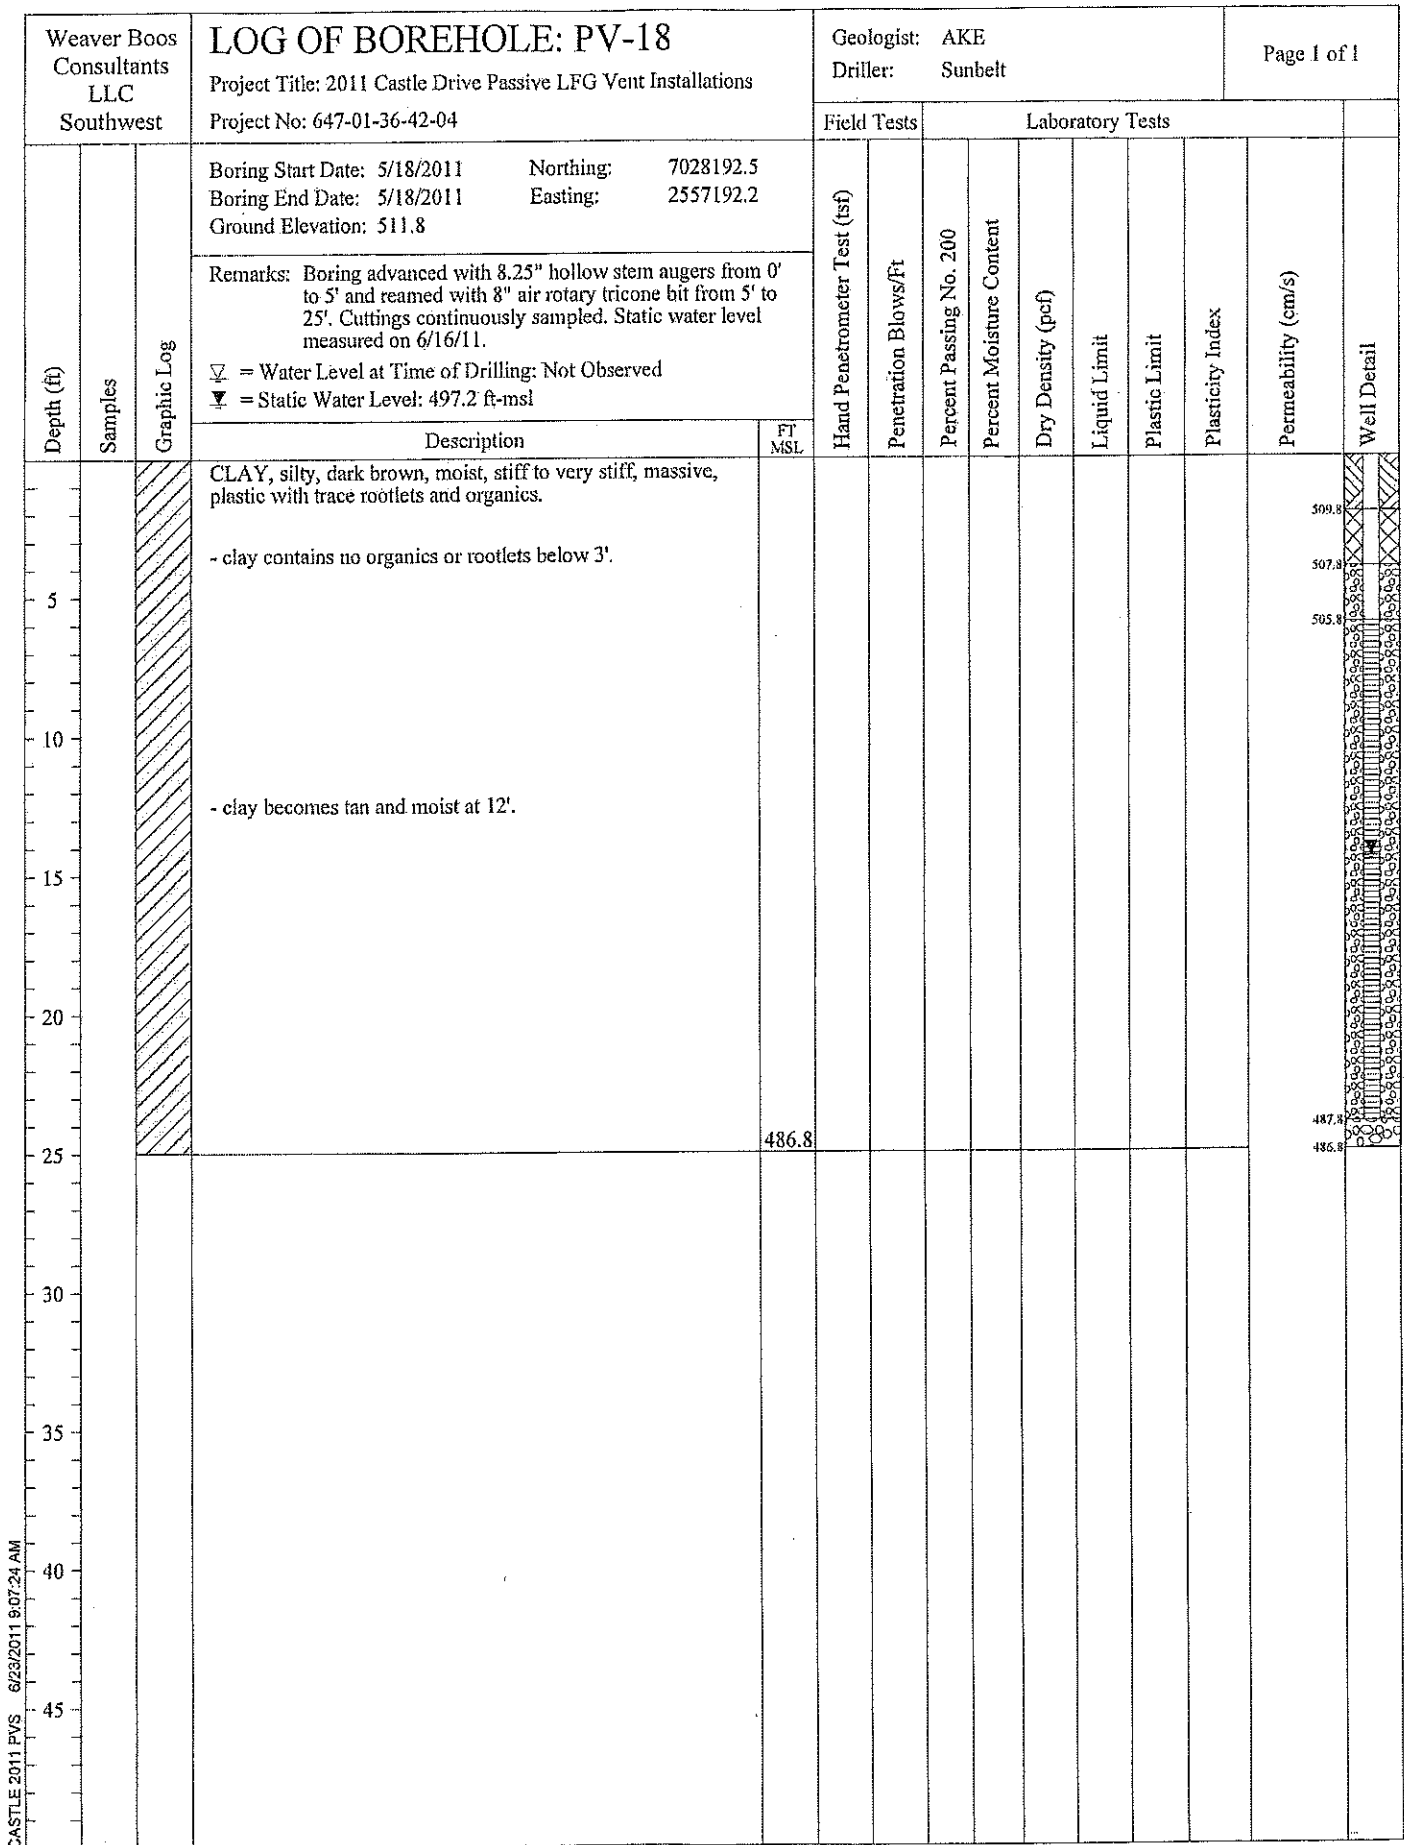 Weaver Boos
Consultants
LLC
Southwest
LOG OF BOREHOLE: PV-18
Project Title: 2011 Castle Drive Passive LFG Vent Installations
Project No: 647-01-36-42-04
Geologist: AKE
Driller: Sunbelt
Page 1 of 1
Field Tests
Laboratory Tests
Boring Start Date: 5/18/2011 Northing: 7028192.5
Boring End Date: 5/18/2011 Easting: 2557192.2
Ground Elevation: 511.8
Remarks: Boring advanced with 8.25" hollow stem augers from 0'
to 5' and reamed with 8" air rotary tricone bit from 5' to
25'. Cuttings continuously sampled. Static water level
measured on 6/16/11.
= Water Level at Time of Drilling: Not Observed
= Static Water Level: 497.2 ft-msl
Depth (ft)
Samples
Graphic Log
Description
FT
MSL
Hand Penetrometer Test (tsf)
Penetration Blows/Ft
Percent Passing No. 200
Percent Moisture Content
Dry Density (pcf)
Liquid Limit
Plastic Limit
Plasticity Index
Permeability (cm/s)
Well Detail
CLAY, silty, dark brown, moist, stiff to very stiff, massive,
plastic with trace rootlets and organics.
509.8
- clay contains no organics or rootlets below 3'.
507.8
5
505.8
10
- clay becomes tan and moist at 12'.
15
20
487.8
486.8
486.8
25
30
35
40
45
CASTLE 2011 PVS 6/23/2011 9:07:24 AM